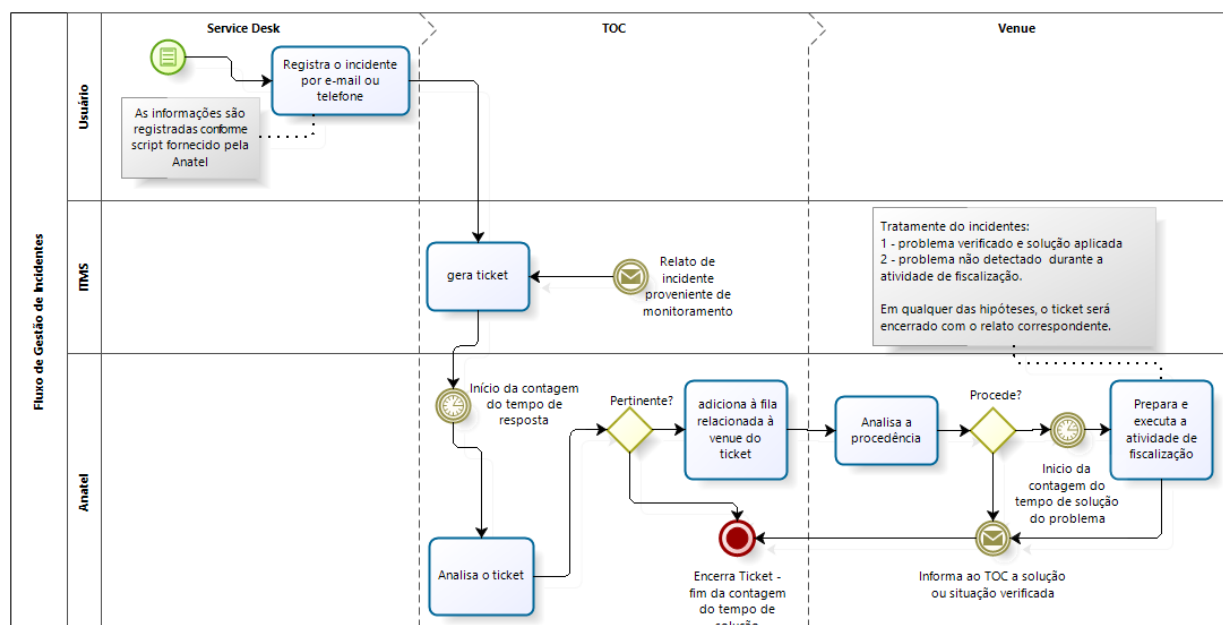 Service Desk
TOC
Venue
Fluxo de Gestão de Incidentes
Usuário
Registra o incidente
por e-mail ou
telefone
As informações são
registradas conforme
script fornecido pela
Anatel
ITMS
gera ticket
Relato de
incidente
proveniente de
monitoramento
Tratamente do incidentes:
1 - problema verificado e solução aplicada
2 - problema não detectado durante a
atividade de fiscalização.
Em qualquer das hipóteses, o ticket será
encerrado com o relato correspondente.
Anatel
Início da contagem
do tempo de
resposta
Analisa o ticket
Pertinente?
adiciona à fila
relacionada à
venue do
ticket
Analisa a
procedência
Procede?
Inicio da
contagem do
tempo de solução
do problema
Prepara e
executa a
atividade de
fiscalização
Encerra Ticket -
fim da contagem
do tempo de
solução
Informa ao TOC a solução
ou situação verificada